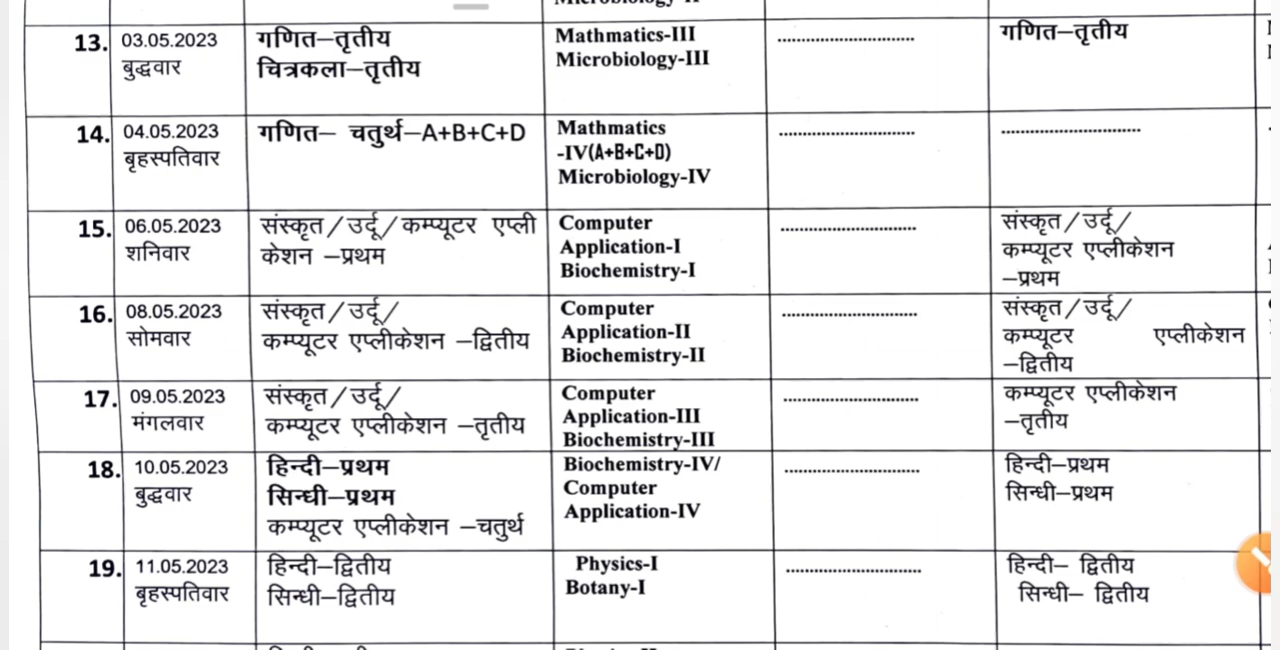 13. 03.05.2023
बुद्धवार
गणित–तृतीय
चित्रकला–तृतीय
Mathmatics-III
Microbiology-III
.................................
गणित–तृतीय
14. 04.05.2023
बृहस्पतिवार
गणित– चतुर्थ–A+B+C+D
Mathmatics
-IV(A+B+C+D)
Microbiology-IV
.................................
.................................
15. 06.05.2023
शनिवार
संस्कृत/उर्दू/कम्प्यूटर एप्ली
केशन –प्रथम
Computer
Application-I
Biochemistry-I
.................................
संस्कृत/उर्दू/
कम्प्यूटर एप्लीकेशन
–प्रथम
16. 08.05.2023
सोमवार
संस्कृत/उर्दू/
कम्प्यूटर एप्लीकेशन –द्वितीय
Computer
Application-II
Biochemistry-II
.................................
संस्कृत/उर्दू/
कम्प्यूटर एप्लीकेशन
–द्वितीय
17. 09.05.2023
मंगलवार
संस्कृत/उर्दू/
कम्प्यूटर एप्लीकेशन –तृतीय
Computer
Application-III
Biochemistry-III
.................................
कम्प्यूटर एप्लीकेशन
–तृतीय
18. 10.05.2023
बुद्धवार
हिन्दी–प्रथम
सिन्धी–प्रथम
कम्प्यूटर एप्लीकेशन –चतुर्थ
Biochemistry-IV/
Computer
Application-IV
.................................
हिन्दी–प्रथम
सिन्धी–प्रथम
19. 11.05.2023
बृहस्पतिवार
हिन्दी–द्वितीय
सिन्धी–द्वितीय
Physics-I
Botany-I
.................................
हिन्दी– द्वितीय
सिन्धी– द्वितीय